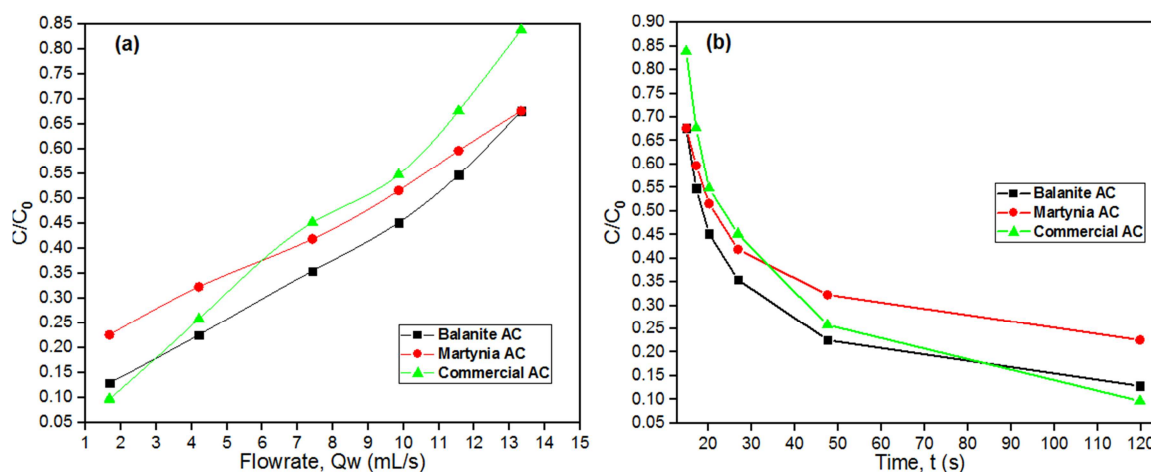 (a)
C/C0
0.85
0.80
0.75
0.70
0.65
0.60
0.55
0.50
0.45
0.40
0.35
0.30
0.25
0.20
0.15
0.10
0.05
Balanite AC
Martynia AC
Commercial AC
1 2 3 4 5 6 7 8 9 10 11 12 13 14 15
Flowrate, Qw (mL/s)
(b)
C/C0
0.90
0.85
0.80
0.75
0.70
0.65
0.60
0.55
0.50
0.45
0.40
0.35
0.30
0.25
0.20
0.15
0.10
0.05
Balanite AC
Martynia AC
Commercial AC
20 30 40 50 60 70 80 90 100 110 120
Time, t (s)